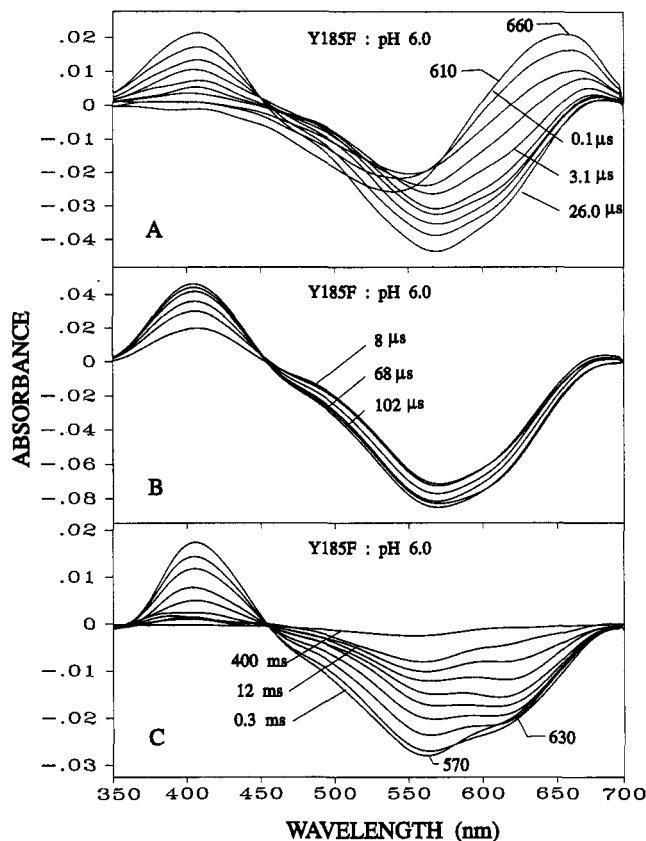 .02
.01
0
-.01
-.02
-.03
-.04
Y185F : pH 6.0
660
610
0.1 μs
3.1 μs
26.0 μs
A
.04
.02
0
-.02
-.04
-.06
-.08
Y185F : pH 6.0
8 μs
68 μs
102 μs
B
.02
.01
0
-.01
-.02
-.03
Y185F : pH 6.0
400 ms
12 ms
0.3 ms
630
570
C
350 400 450 500 550 600 650 700
ABSORBANCE
WAVELENGTH (nm)